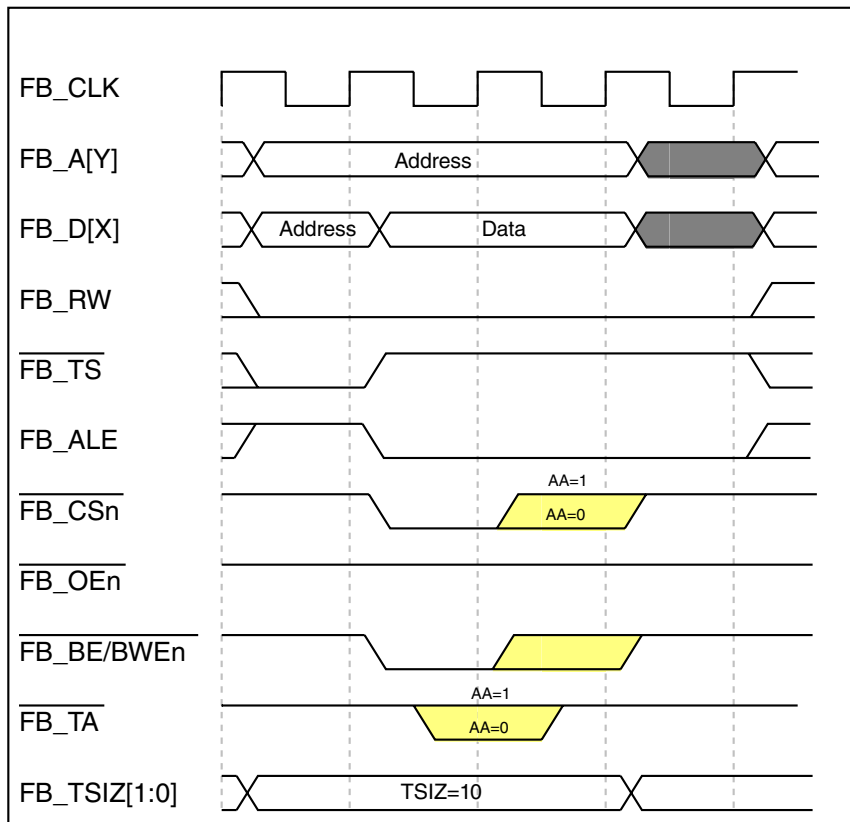 FB_CLK
FB_A[Y]
Address
FB_D[X]
Address
Data
FB_RW
FB_TS
FB_ALE
AA=1
FB_CSn
AA=0
FB_OEn
FB_BE/BWEn
AA=1
FB_TA
AA=0
FB_TSIZ[1:0]
TSIZ=10